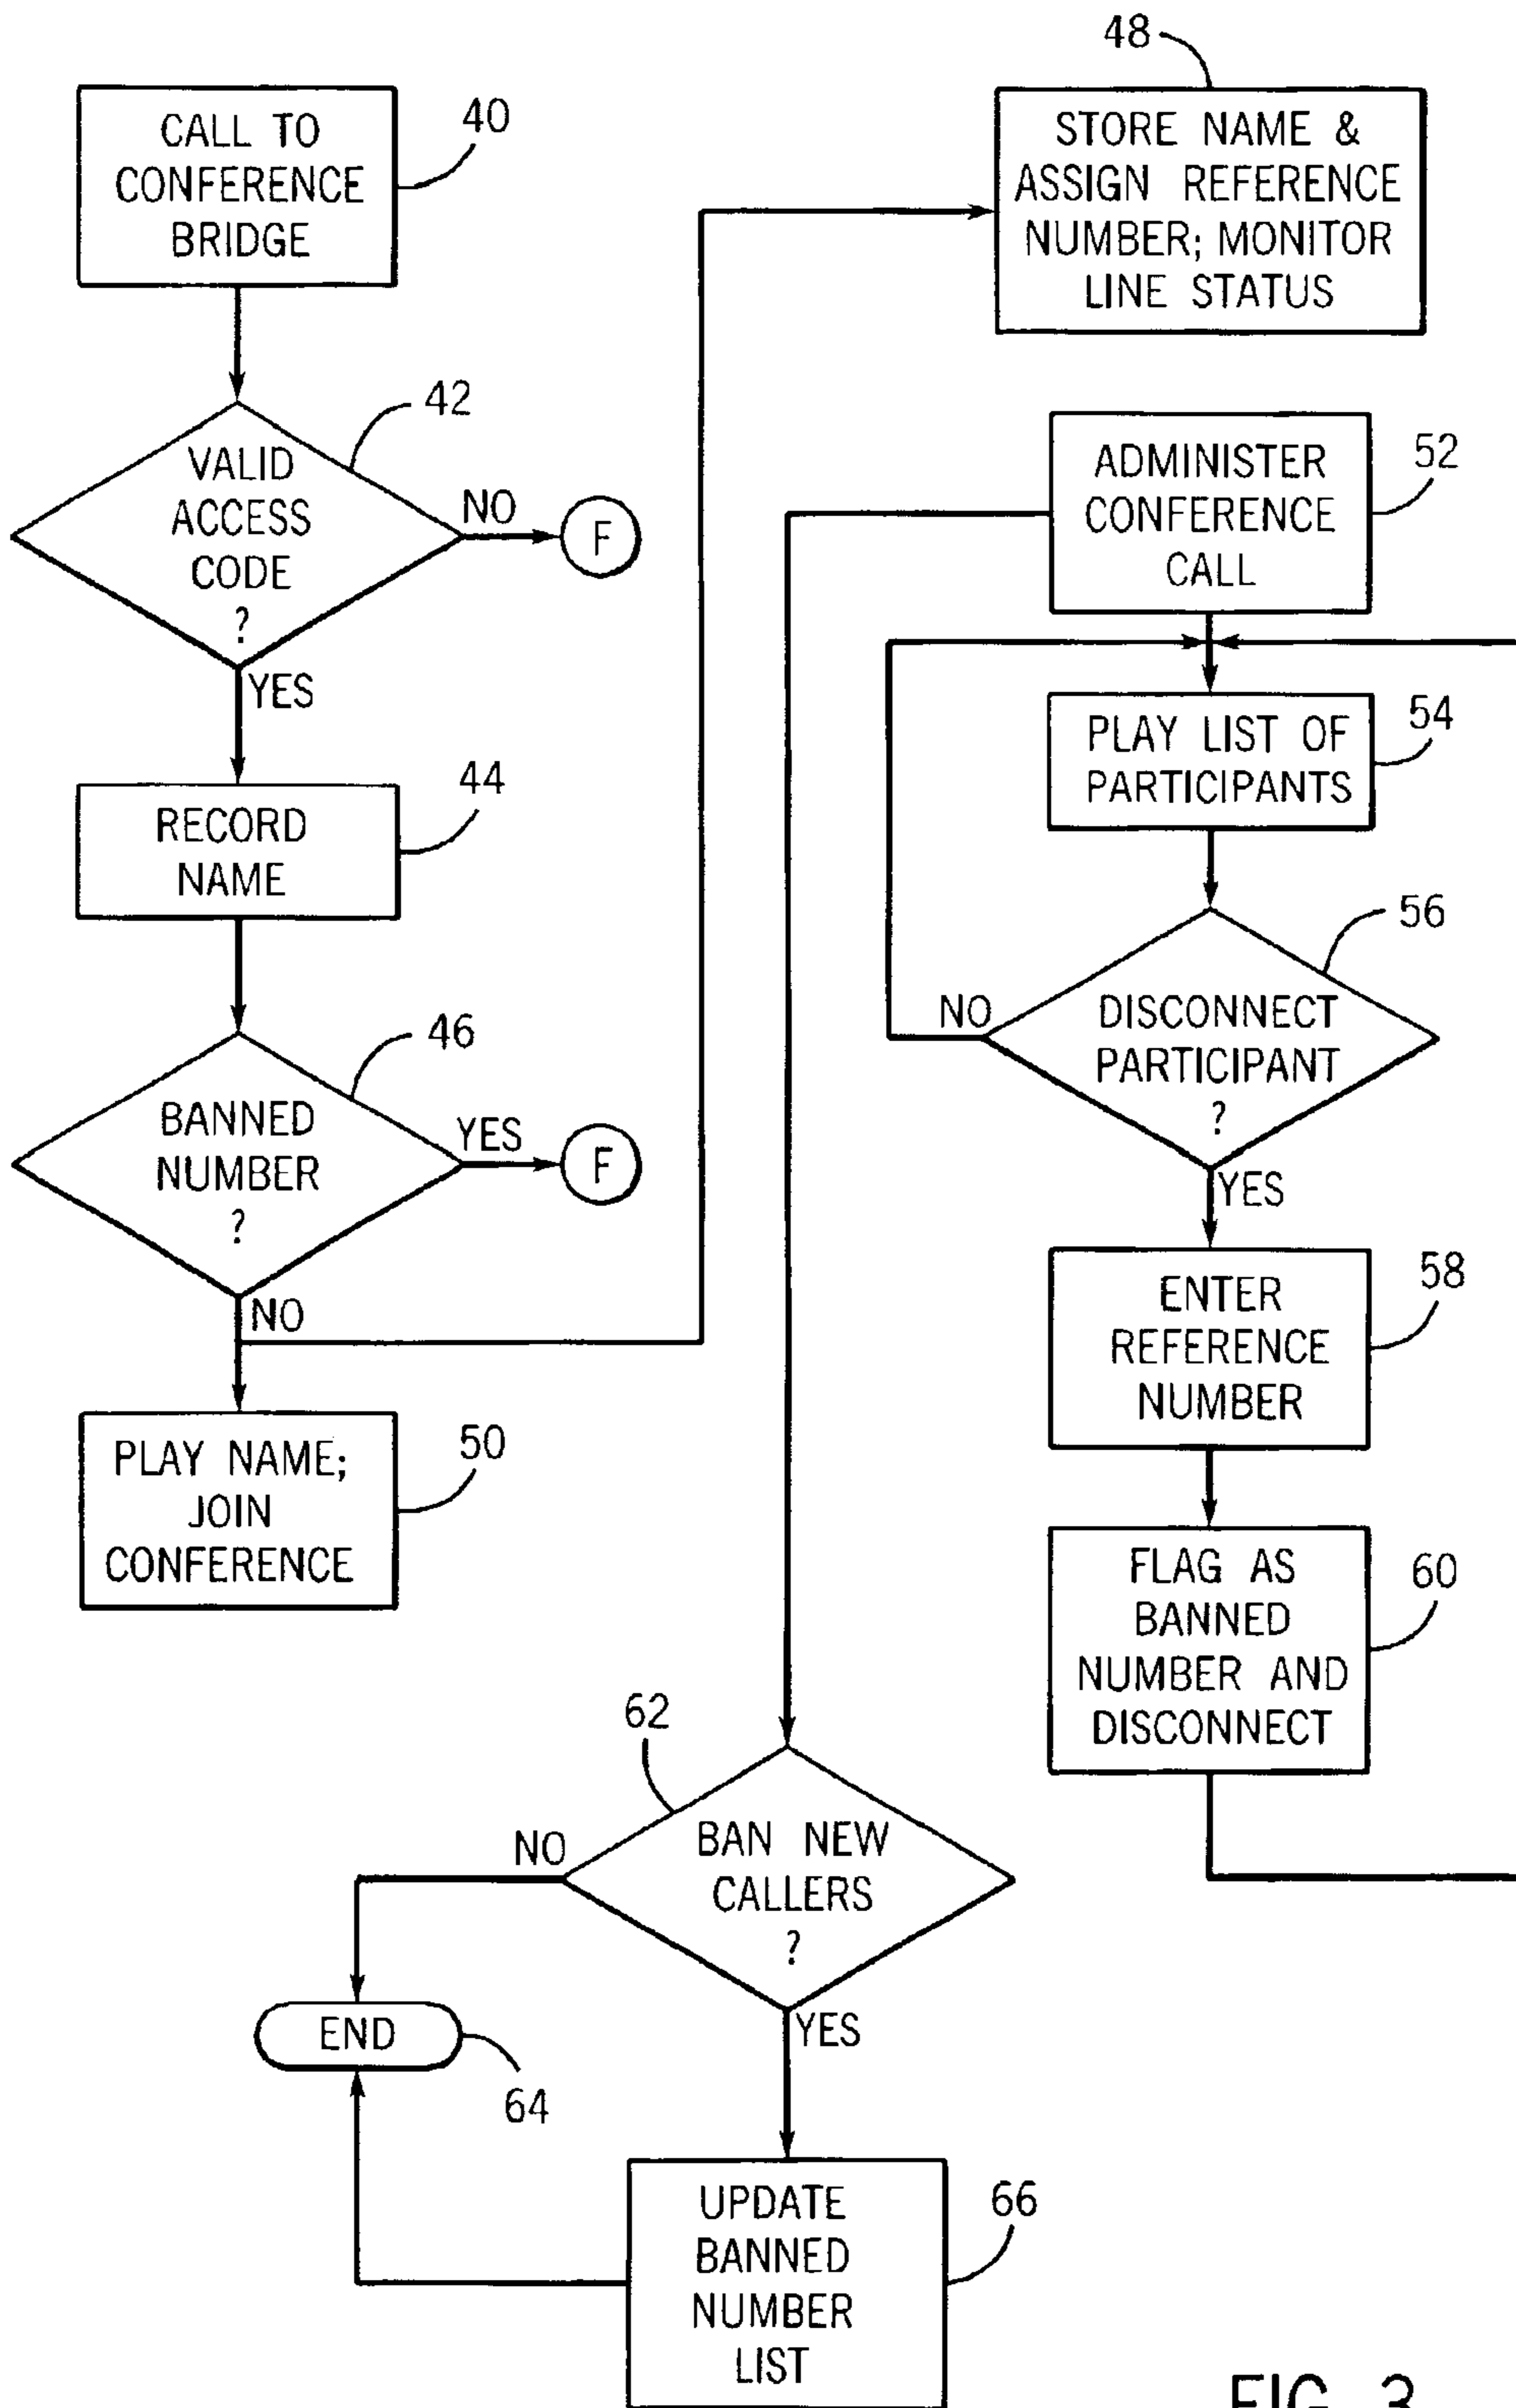 40
CALL TO
CONFERENCE
BRIDGE
42
VALID
ACCESS
CODE
?
NO
F
YES
44
RECORD
NAME
46
BANNED
NUMBER
?
YES
F
NO
50
PLAY NAME;
JOIN
CONFERENCE
48
STORE NAME &
ASSIGN REFERENCE
NUMBER; MONITOR
LINE STATUS
52
ADMINISTER
CONFERENCE
CALL
54
PLAY LIST OF
PARTICIPANTS
56
DISCONNECT
PARTICIPANT
?
NO
YES
58
ENTER
REFERENCE
NUMBER
60
FLAG AS
BANNED
NUMBER AND
DISCONNECT
62
BAN NEW
CALLERS
?
NO
YES
END
64
66
UPDATE
BANNED
NUMBER
LIST
FIG. 3